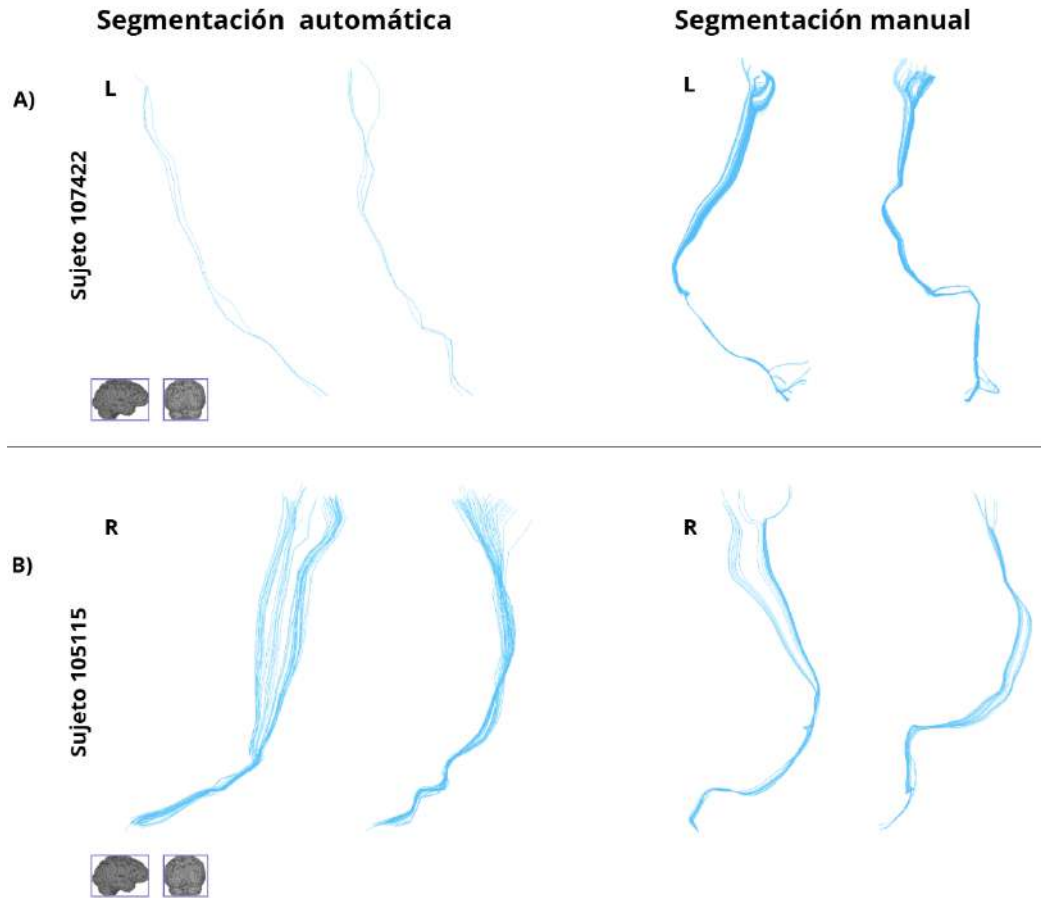 Segmentación automática
Segmentación manual
A)
L
L
Sujeto 107422
B)
R
R
Sujeto 105115